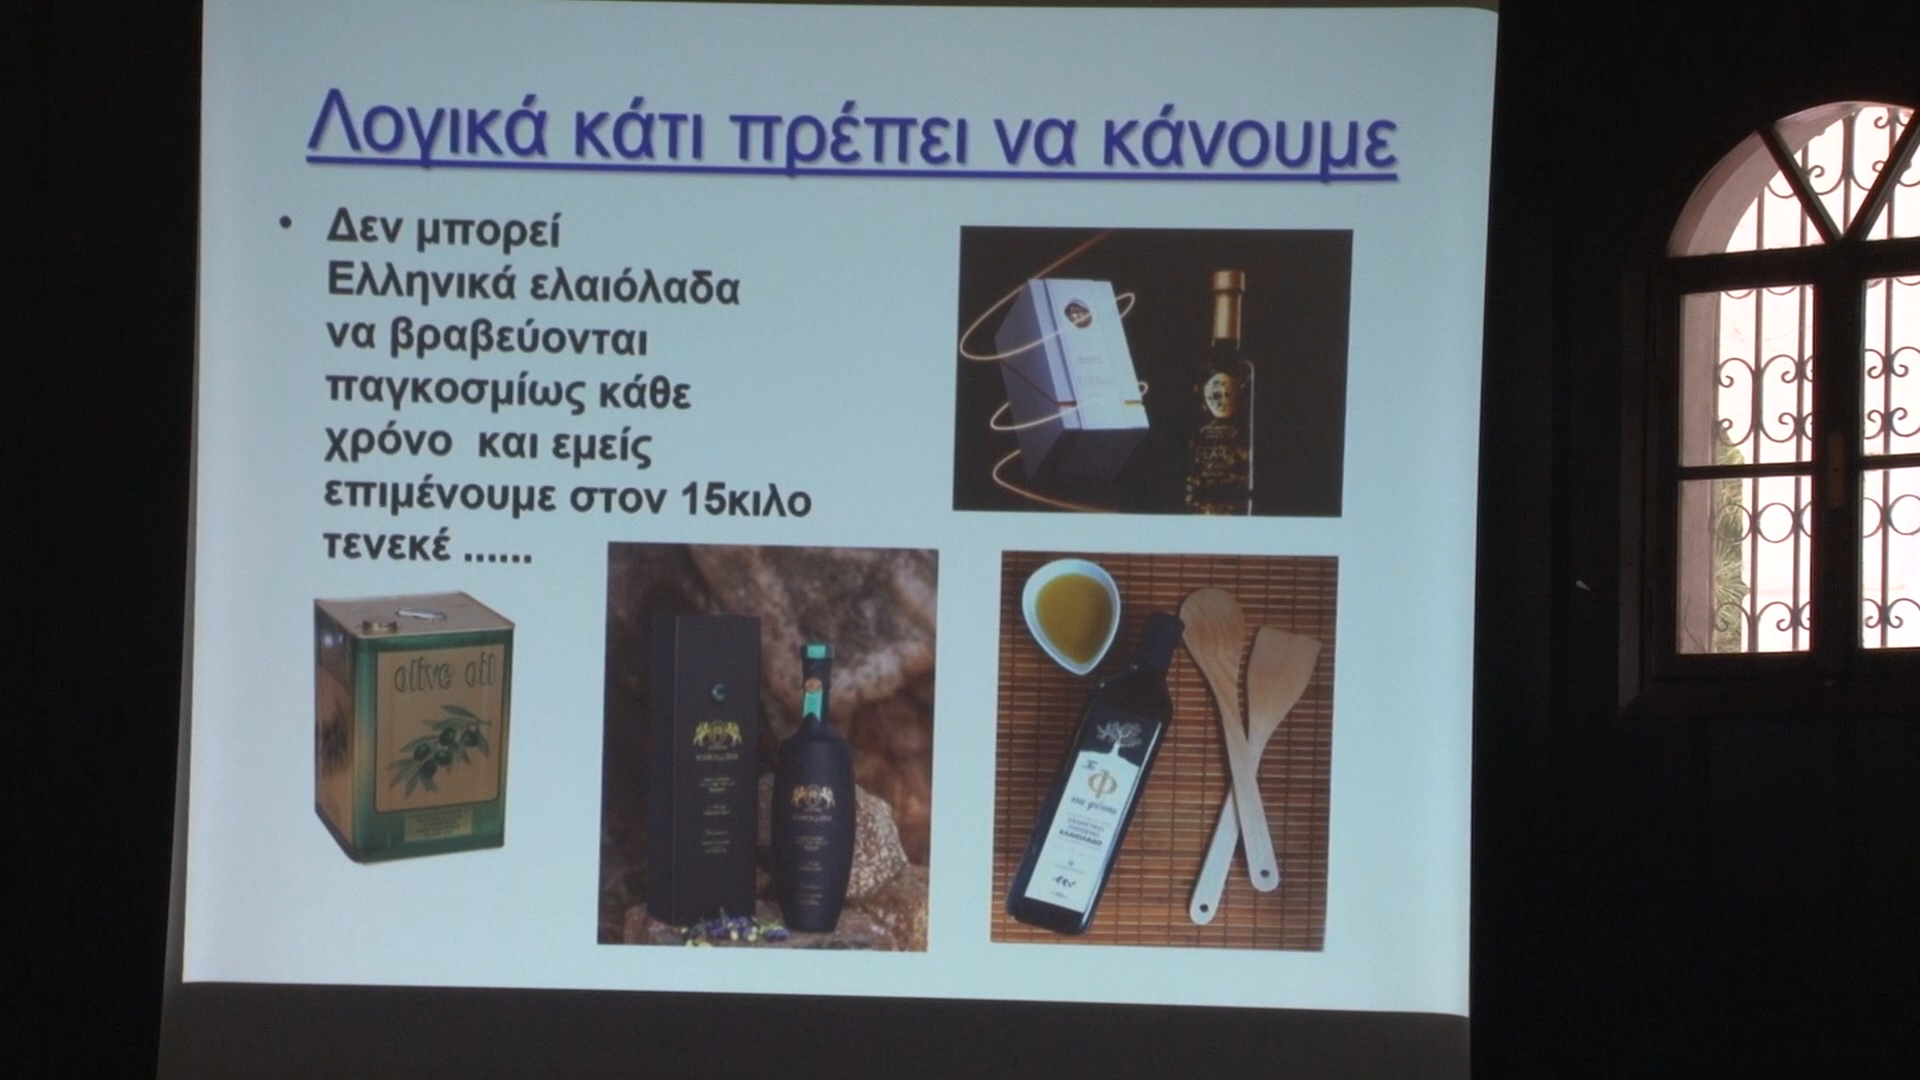 Λογικά κάτι πρέπει να κάνουμε
• Δεν μπορεί
Ελληνικά ελαιόλαδα
να βραβεύονται
παγκοσμίως κάθε
χρόνο και εμείς
επιμένουμε στον 15κιλο
τενεκέ ......
olive oil
Φ
ΕΛΑΙΟΛΑΔΟ